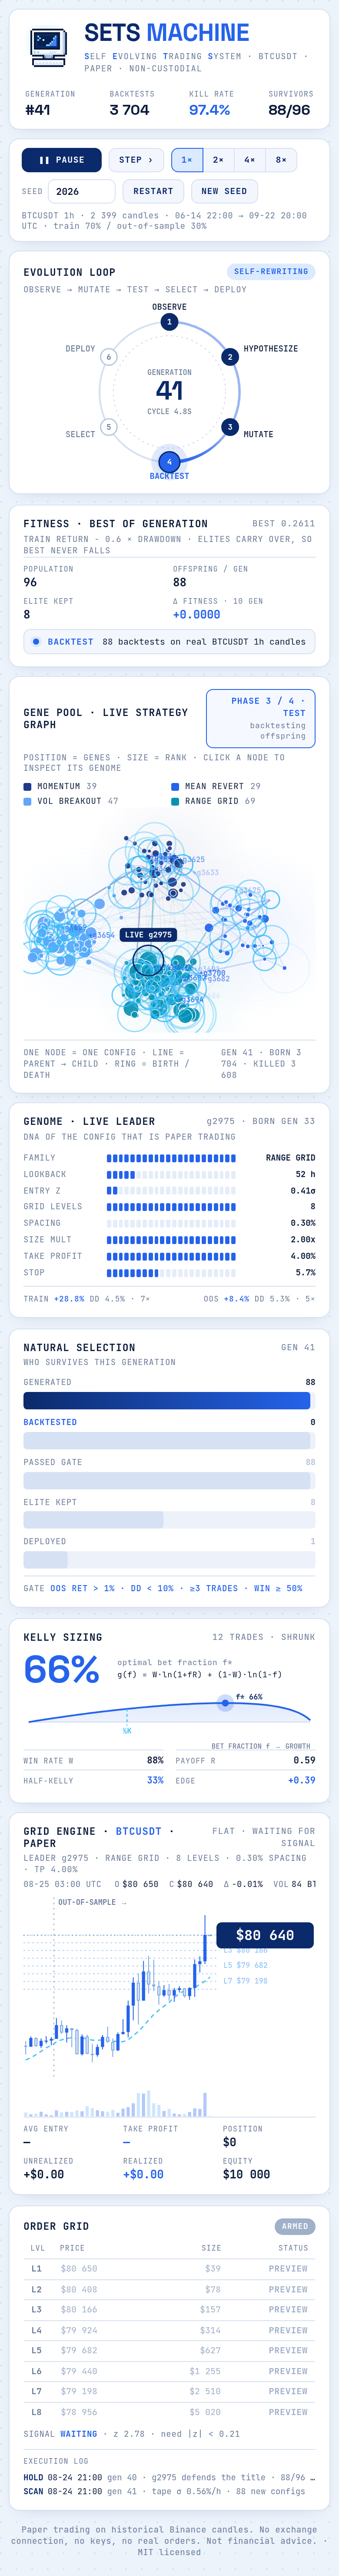 SETS MACHINE
SELF EVOLVING TRADING SYSTEM · BTCUSDT ·
PAPER · NON-CUSTODIAL
GENERATION BACKTESTS KILL RATE SURVIVORS
#41 3 704 97.4% 88/96
❚❚ PAUSE STEP › 1× 2× 4× 8×
SEED 2026 RESTART NEW SEED
BTCUSDT 1h · 2 399 candles · 06-14 22:00 → 09-22 20:00
UTC · train 70% / out-of-sample 30%
EVOLUTION LOOP SELF-REWRITING
OBSERVE → MUTATE → TEST → SELECT → DEPLOY
OBSERVE
1
DEPLOY 6 2 HYPOTHESIZE
GENERATION
41
CYCLE 4.8S
SELECT 5 3 MUTATE
4
BACKTEST
FITNESS · BEST OF GENERATION BEST 0.2611
TRAIN RETURN - 0.6 × DRAWDOWN · ELITES CARRY OVER, SO
BEST NEVER FALLS
POPULATION OFFSPRING / GEN
96 88
ELITE KEPT Δ FITNESS · 10 GEN
8 +0.0000
BACKTEST 88 backtests on real BTCUSDT 1h candles
GENE POOL · LIVE STRATEGY
GRAPH
PHASE 3 / 4 ·
TEST
backtesting
offspring
POSITION = GENES · SIZE = RANK · CLICK A NODE TO
INSPECT ITS GENOME
MOMENTUM 39 MEAN REVERT 29
VOL BREAKOUT 47 RANGE GRID 69
+g3625
+g3633
+g3625
+g3654
LIVE g2975
+g3700
+g3682
+g3694
ONE NODE = ONE CONFIG · LINE =
PARENT → CHILD · RING = BIRTH /
DEATH
GEN 41 · BORN 3
704 · KILLED 3
608
GENOME · LIVE LEADER g2975 · BORN GEN 33
DNA OF THE CONFIG THAT IS PAPER TRADING
FAMILY RANGE GRID
LOOKBACK 52 h
ENTRY Z 0.41σ
GRID LEVELS 8
SPACING 0.30%
SIZE MULT 2.00x
TAKE PROFIT 4.00%
STOP 5.7%
TRAIN +28.8% DD 4.5% · 7× OOS +8.4% DD 5.3% · 5×
NATURAL SELECTION GEN 41
WHO SURVIVES THIS GENERATION
GENERATED 88
BACKTESTED 0
PASSED GATE 88
ELITE KEPT 8
DEPLOYED 1
GATE OOS RET > 1% · DD < 10% · ≥3 TRADES · WIN ≥ 50%
KELLY SIZING 12 TRADES · SHRUNK
66%
optimal bet fraction f*
g(f) = W·ln(1+fR) + (1-W)·ln(1-f)
f* 66%
½K
BET FRACTION f → GROWTH
WIN RATE W 88% PAYOFF R 0.59
HALF-KELLY 33% EDGE +0.39
GRID ENGINE · BTCUSDT ·
PAPER
FLAT · WAITING FOR
SIGNAL
LEADER g2975 · RANGE GRID · 8 LEVELS · 0.30% SPACING
· TP 4.00%
08-25 03:00 UTC O $80 650 C $80 640 Δ -0.01% VOL 84 BT
OUT-OF-SAMPLE →
$80 640
L3 $80 166
L5 $79 682
L7 $79 198
AVG ENTRY TAKE PROFIT POSITION
— — $0
UNREALIZED REALIZED EQUITY
+$0.00 +$0.00 $10 000
ORDER GRID ARMED
LVL PRICE SIZE STATUS
L1 $80 650 $39 PREVIEW
L2 $80 408 $78 PREVIEW
L3 $80 166 $157 PREVIEW
L4 $79 924 $314 PREVIEW
L5 $79 682 $627 PREVIEW
L6 $79 440 $1 255 PREVIEW
L7 $79 198 $2 510 PREVIEW
L8 $78 956 $5 020 PREVIEW
SIGNAL WAITING · z 2.78 · need |z| < 0.21
EXECUTION LOG
HOLD 08-24 21:00 gen 40 · g2975 defends the title · 88/96 …
SCAN 08-24 21:00 gen 41 · tape σ 0.56%/h · 88 new configs
Paper trading on historical Binance candles. No exchange
connection, no keys, no real orders. Not financial advice. ·
MIT licensed